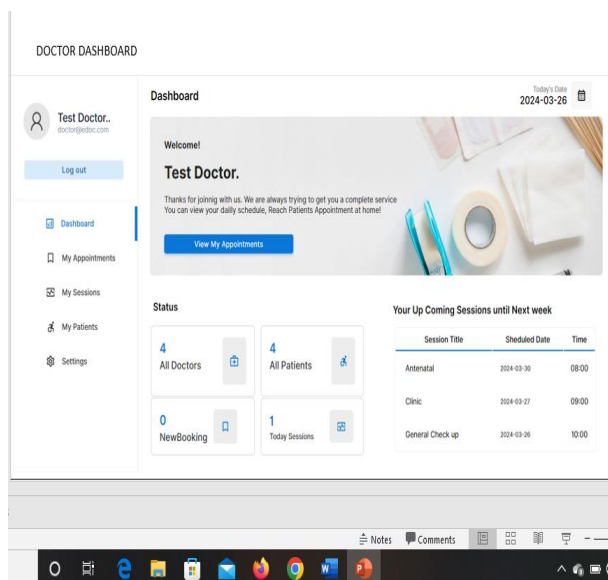 DOCTOR DASHBOARD
Test Doctor..
doctor@edoc.com
Log out
Dashboard
My Appointments
My Sessions
My Patients
Settings
Dashboard
Today's Date
2024-03-26
Welcome!
Test Doctor.
Thanks for joinnig with us. We are always trying to get you a complete service
You can view your dailly schedule, Reach Patients Appointment at home!
View My Appointments
Status
4
All Doctors
4
All Patients
0
NewBooking
1
Today Sessions
Your Up Coming Sessions until Next week
Session Title Sheduled Date Time
Antenatal 2024-03-30 08:00
Clinic 2024-03-27 09:00
General Check up 2024-03-26 10:00
Notes Comments